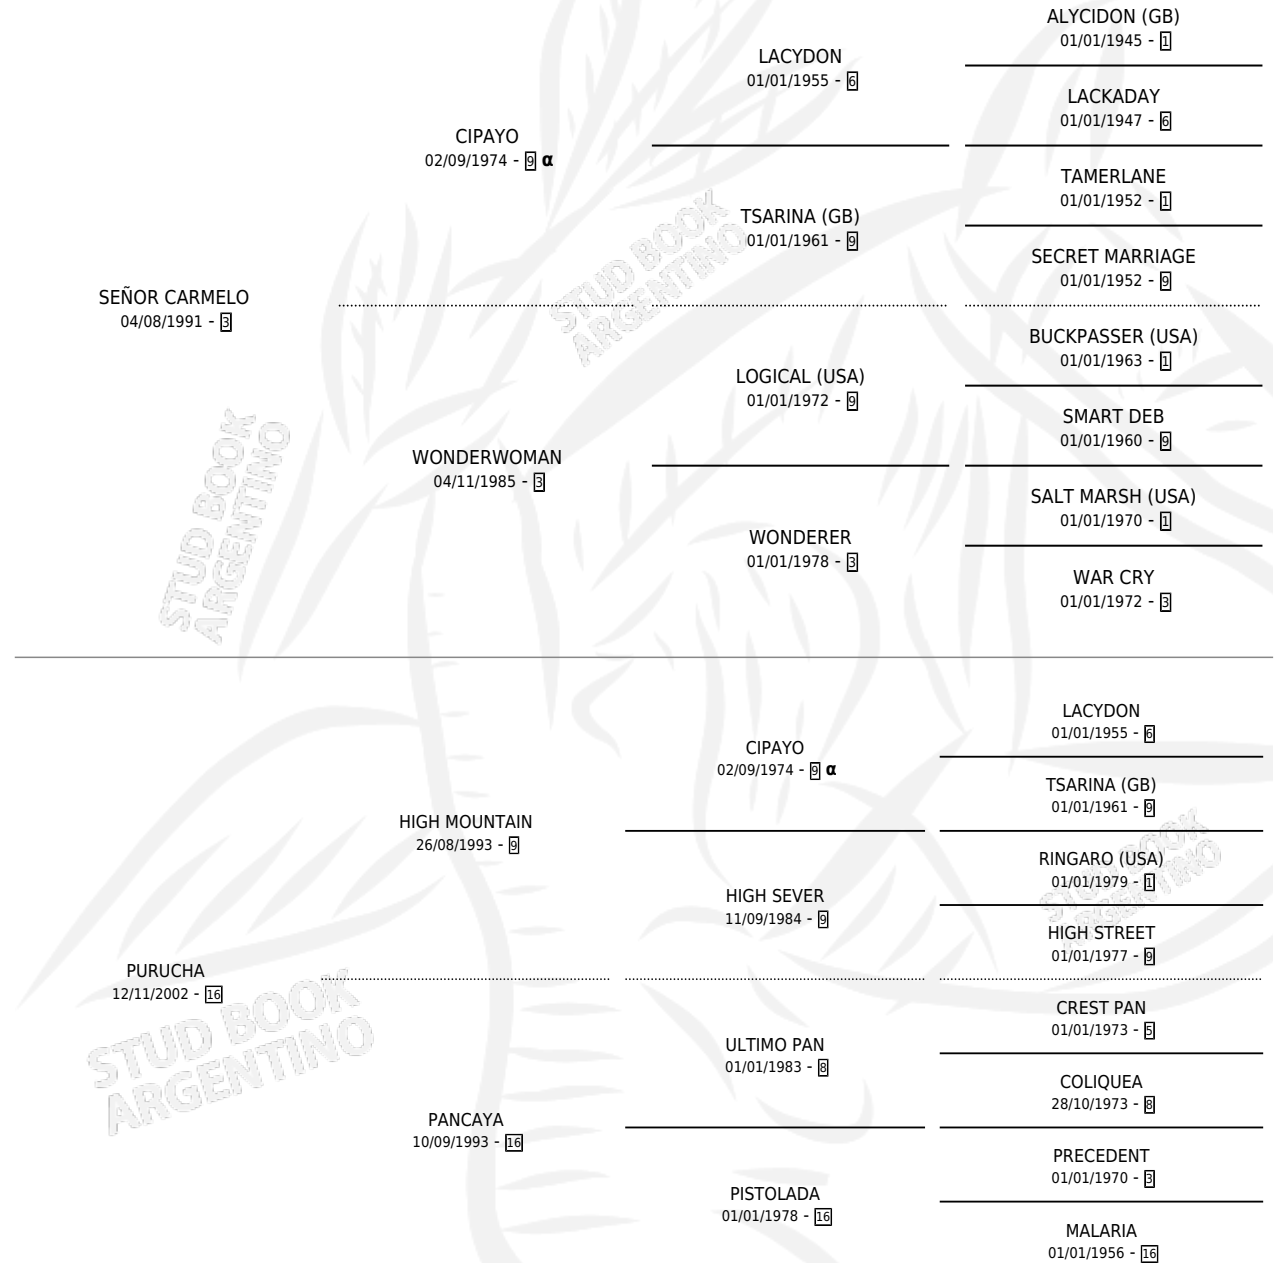 SEÑOR CARMELO
04/08/1991 - 3
CIPAYO
02/09/1974 - 9 α
WONDERWOMAN
04/11/1985 - 3
LACYDON
01/01/1955 - 6
TSARINA (GB)
01/01/1961 - 9
LOGICAL (USA)
01/01/1972 - 9
WONDERER
01/01/1978 - 3
ALYCIDON (GB)
01/01/1945 - 1
LACKADAY
01/01/1947 - 6
TAMERLANE
01/01/1952 - 1
SECRET MARRIAGE
01/01/1952 - 9
BUCKPASSER (USA)
01/01/1963 - 1
SMART DEB
01/01/1960 - 9
SALT MARSH (USA)
01/01/1970 - 1
WAR CRY
01/01/1972 - 3
STUD BOOK
ARGENTINO
STUD BOOK
ARGENTINO
PURUCHA
12/11/2002 - 16
HIGH MOUNTAIN
26/08/1993 - 9
PANCAYA
10/09/1993 - 16
CIPAYO
02/09/1974 - 9 α
HIGH SEVER
11/09/1984 - 9
ULTIMO PAN
01/01/1983 - 8
PISTOLADA
01/01/1978 - 16
LACYDON
01/01/1955 - 6
TSARINA (GB)
01/01/1961 - 9
RINGARO (USA)
01/01/1979 - 1
HIGH STREET
01/01/1977 - 9
CREST PAN
01/01/1973 - 5
COLIQUEA
28/10/1973 - 8
PRECEDENT
01/01/1970 - 3
MALARIA
01/01/1956 - 16
STUD BOOK
ARGENTINO
STUD BOOK
ARGENTINO